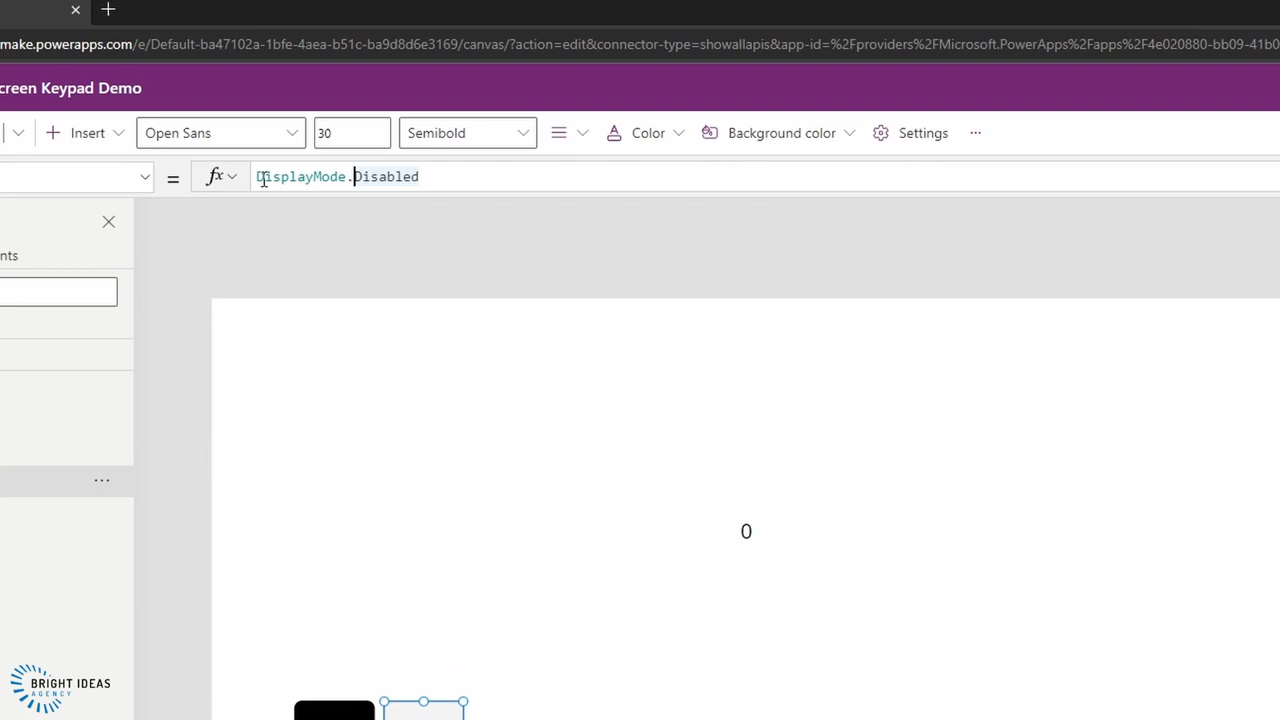 make.powerapps.com/e/Default-ba47102a-1bfe-4aea-b51c-ba9d8d6e3169/canvas/?action=edit&connector-type=showallapis&app-id=%2Fproviders%2FMicrosoft.PowerApps%2Fapps%2F4e020880-bb09-41b0
creen Keypad Demo
Insert Open Sans 30 Semibold Color Background color Settings ...
= fx DisplayMode.Disabled
nts
...
0
BRIGHT IDEAS
AGENCY